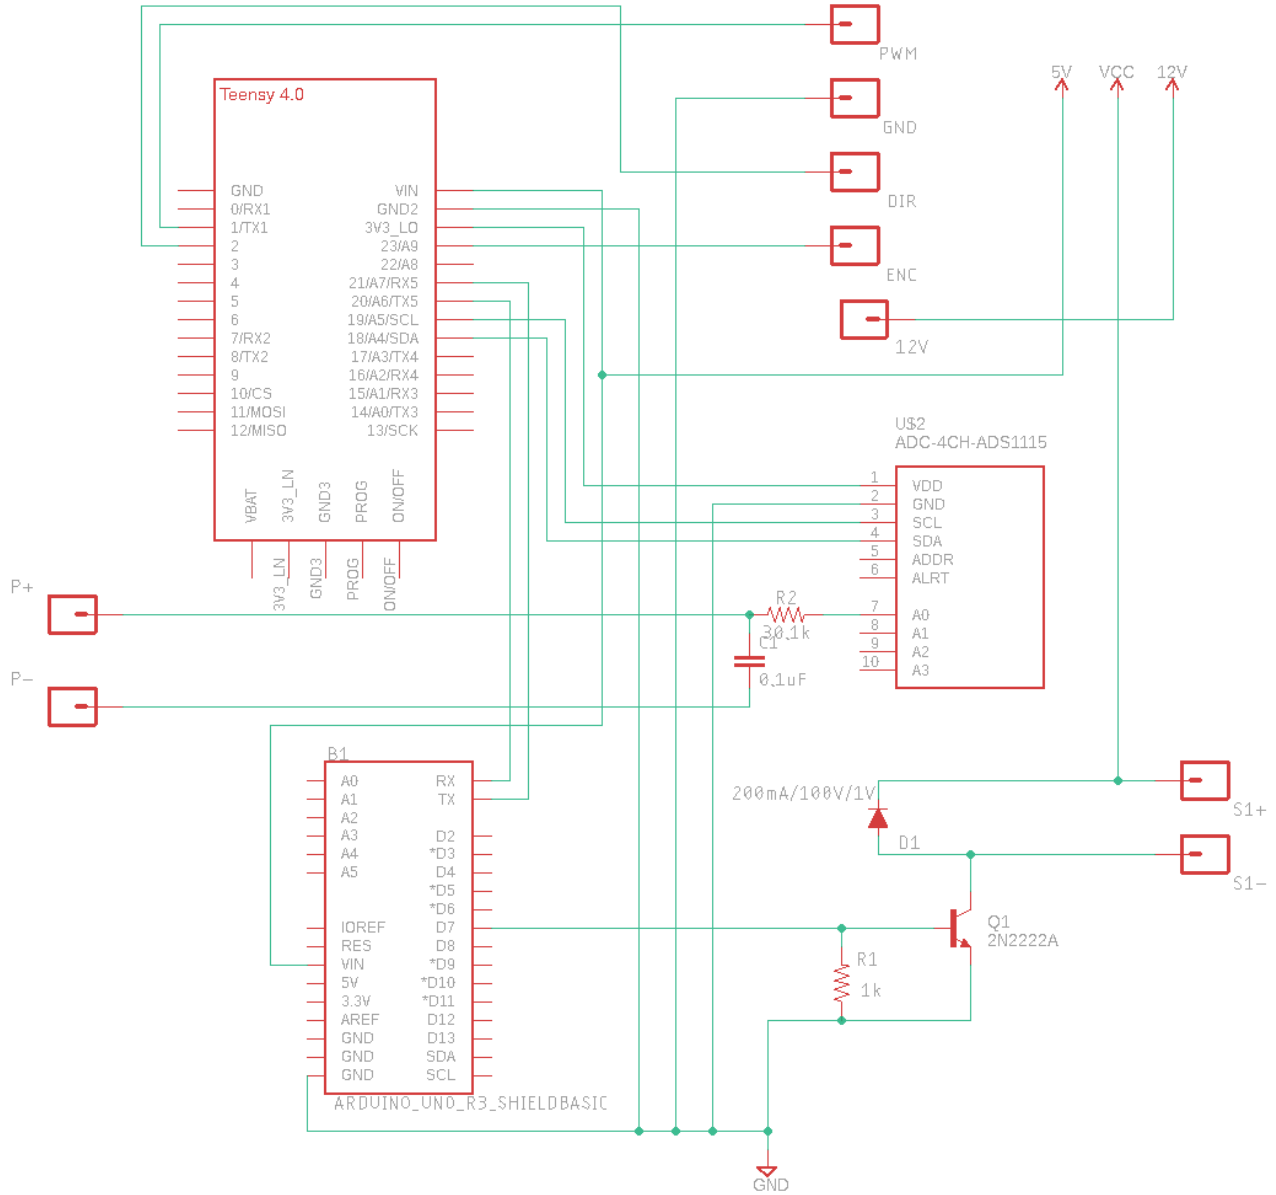 PWM
5V VCC 12V
Teensy 4.0
GND
DIR
GND VIN
0/RX1 GND2
1/TX1 3V3_LO
2 23/A9
3 22/A8
4 21/A7/RX5
5 20/A6/TX5
6 19/A5/SCL
7/RX2 18/A4/SDA
8/TX2 17/A3/TX4
9 16/A2/RX4
10/CS 15/A1/RX3
11/MOSI 14/A0/TX3
12/MISO 13/SCK
ENC
12V
VBAT 3V3_LN GND3 PROG ON/OFF
3V3_LN GND3 PROG ON/OFF
U$2
ADC-4CH-ADS1115
1 VDD
2 GND
3 SCL
4 SDA
5 ADDR
6 ALRT
7 A0
8 A1
9 A2
10 A3
P+
R2
30.1k
C1
0.1uF
P-
B1
A0 RX
A1 TX
A2
A3 D2
A4 *D3
A5 D4
*D5
*D6
IOREF D7
RES D8
VIN *D9
5V *D10
3.3V *D11
AREF D12
GND D13
GND SDA
GND SCL
ARDUINO_UNO_R3_SHIELDBASIC
200mA/100V/1V
D1
S1+
S1-
Q1
2N2222A
R1
1k
GND